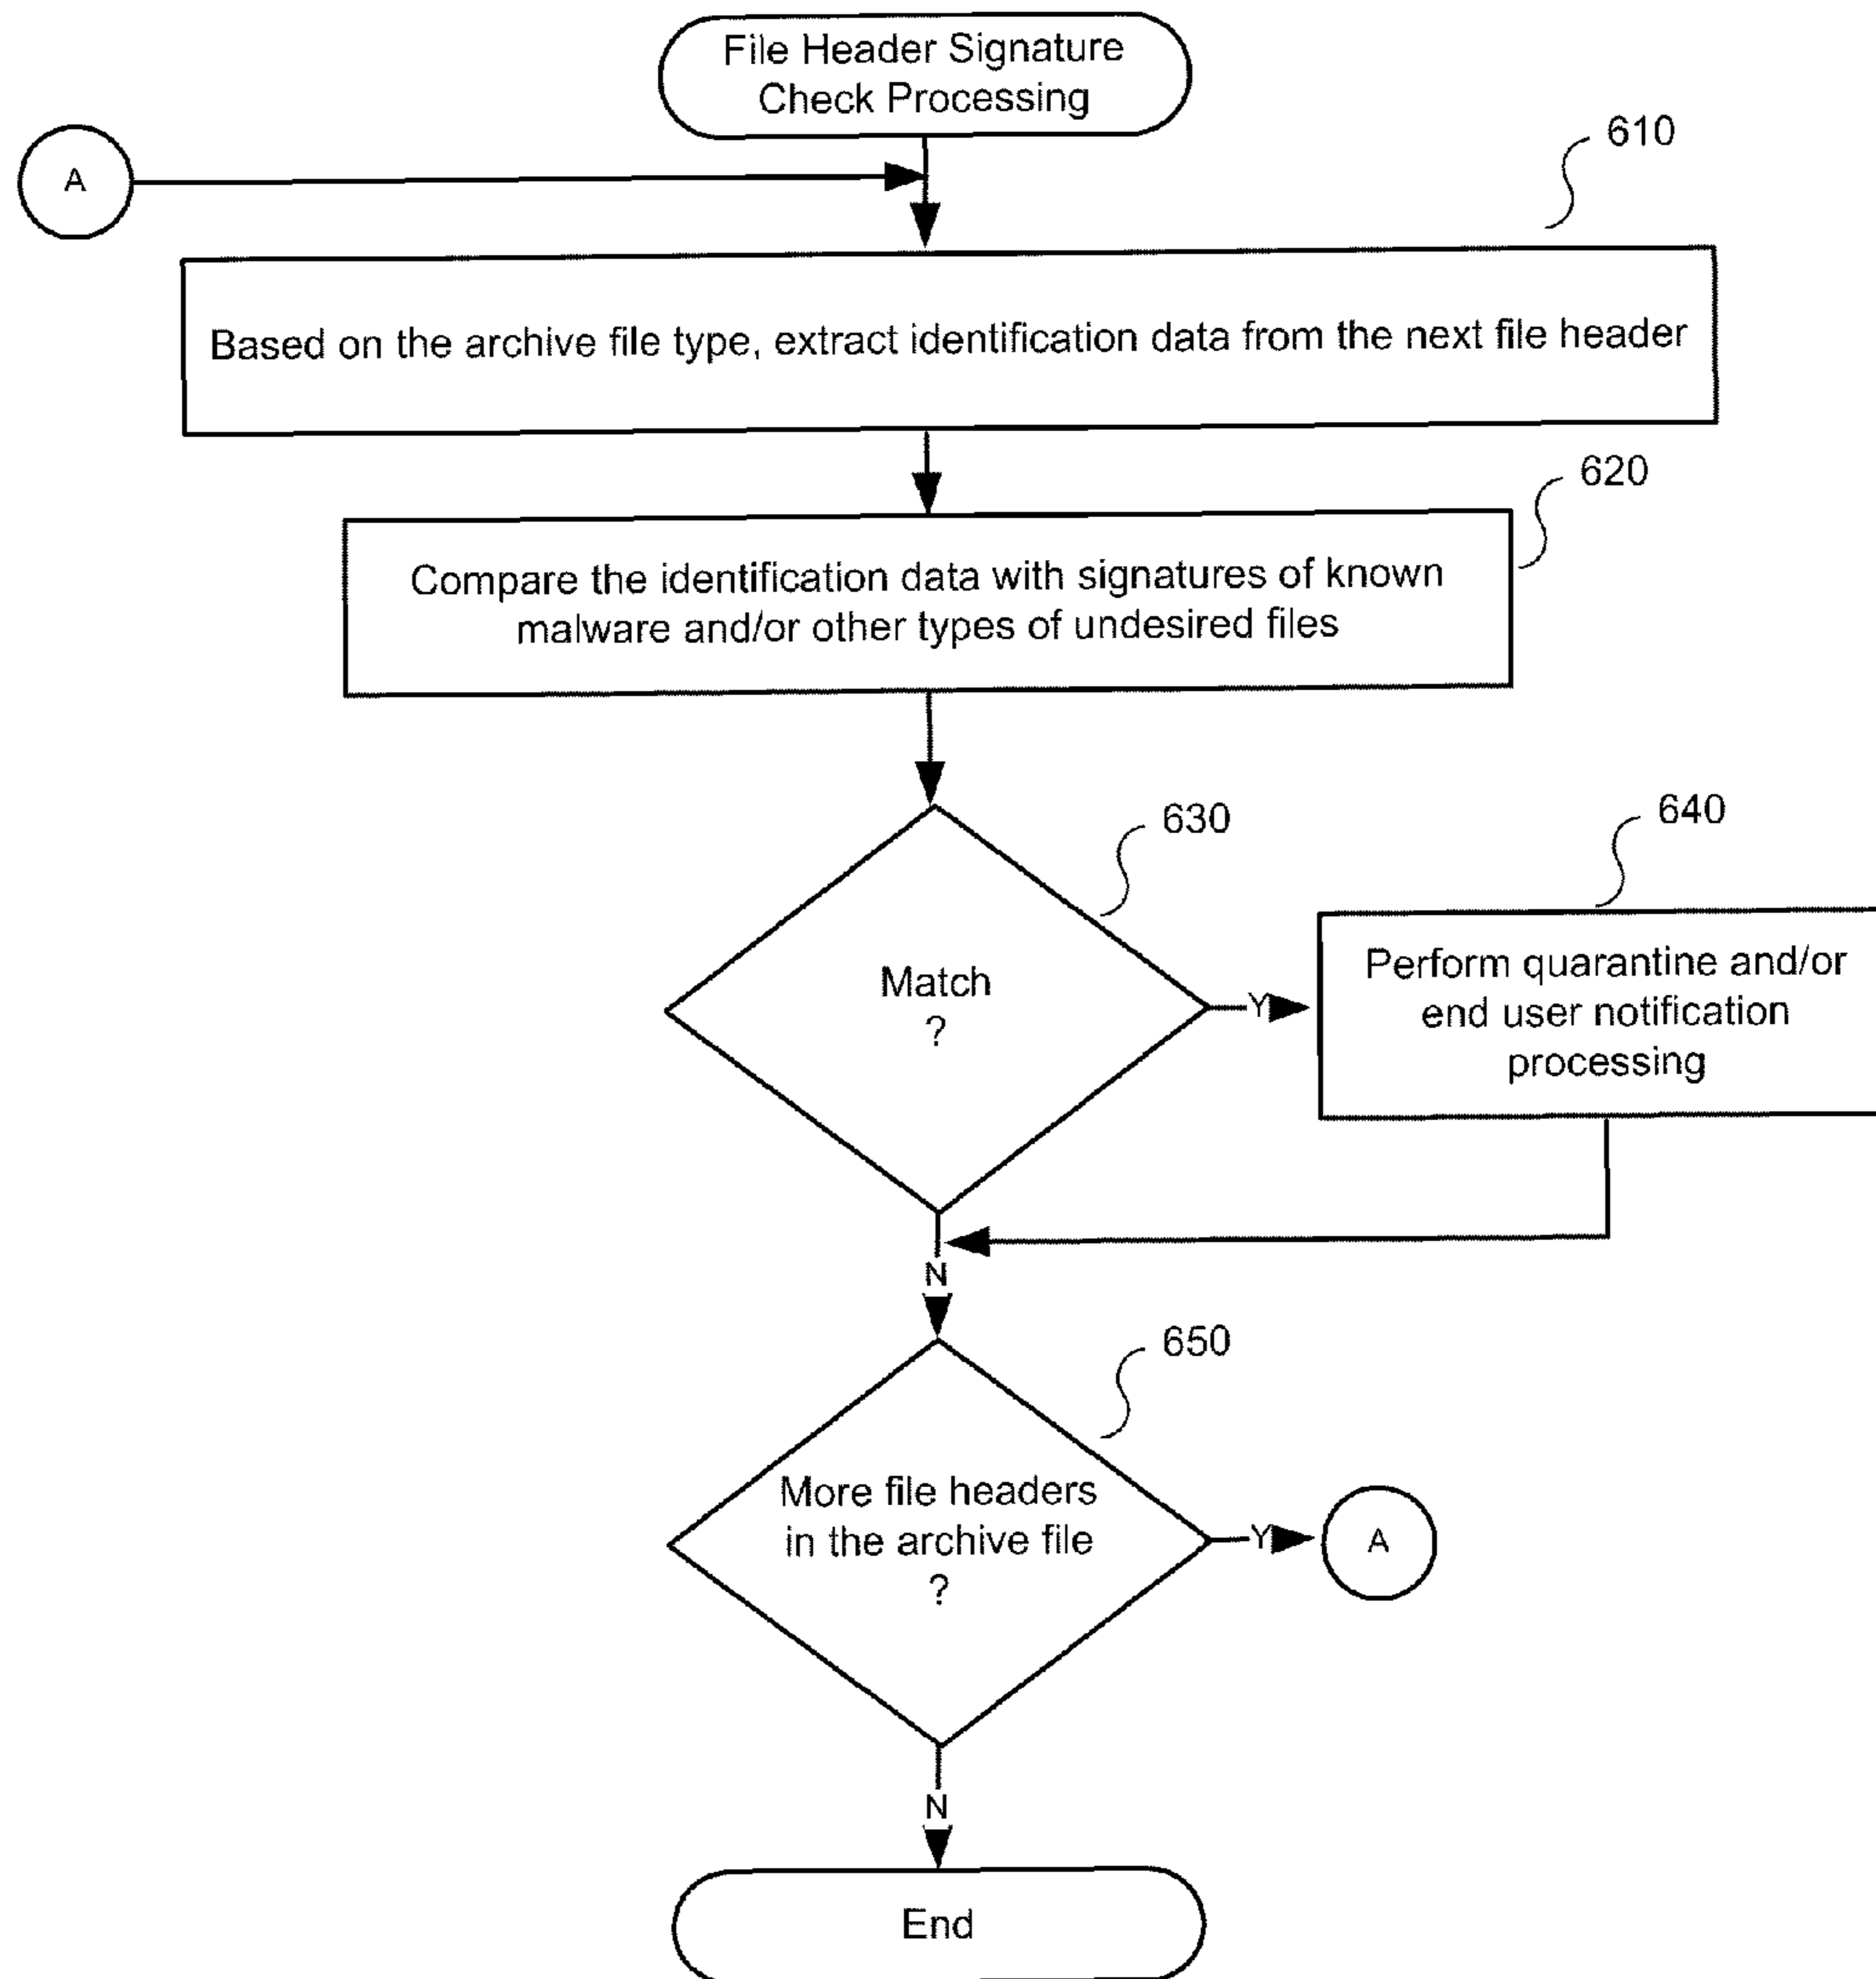 File Header Signature
Check Processing
A
610
Based on the archive file type, extract identification data from the next file header
620
Compare the identification data with signatures of known
malware and/or other types of undesired files
630
640
Match
?
Y
Perform quarantine and/or
end user notification
processing
N
650
More file headers
in the archive file
?
Y
A
N
End